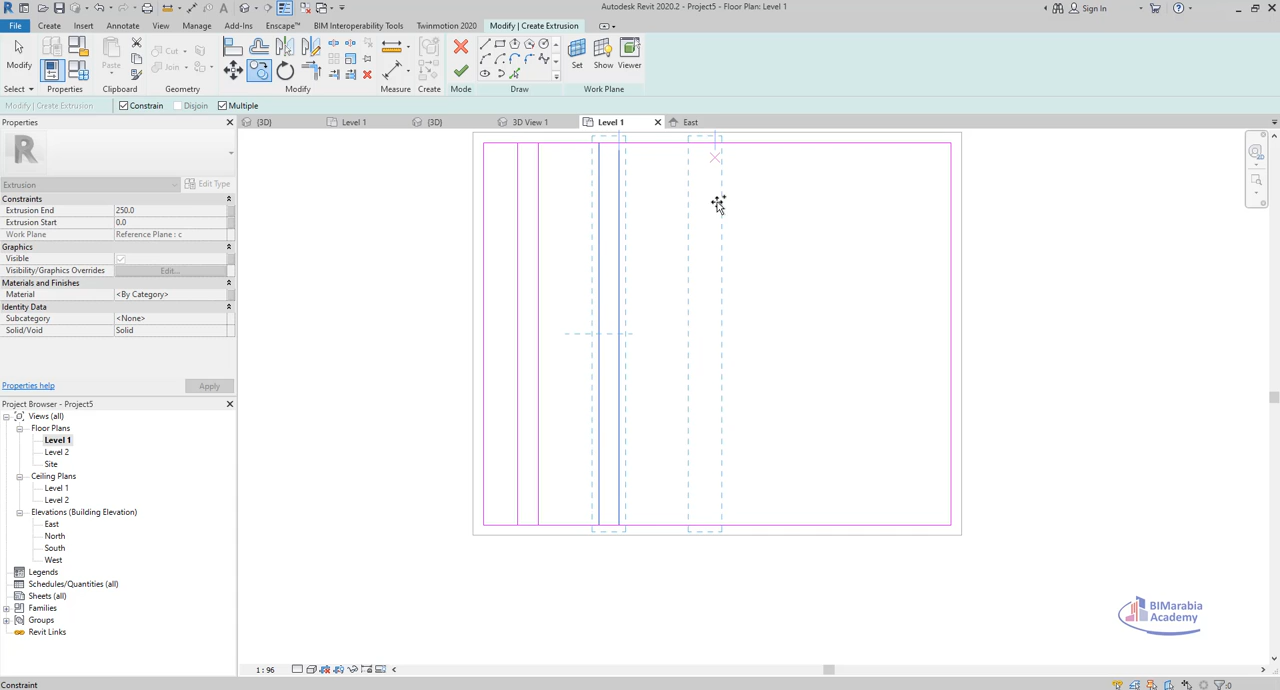 Autodesk Revit 2020.2 - Project5 - Floor Plan: Level 1
Sign In
File
Create
Insert
Annotate
View
Manage
Add-Ins
Enscape™
BIM Interoperability Tools
Twinmotion 2020
Modify | Create Extrusion
Modify
Paste
Cut
Join
Select
Properties
Clipboard
Geometry
Modify
Measure
Create
Mode
Draw
Set
Show
Viewer
Work Plane
Modify | Create Extrusion
Constrain
Disjoin
Multiple
Properties
{3D}
Level 1
{3D}
3D View 1
Level 1
East
Extrusion
Edit Type
Constraints
Extrusion End 250.0
Extrusion Start 0.0
Work Plane Reference Plane : c
Graphics
Visible
Visibility/Graphics Overrides Edit...
Materials and Finishes
Material <By Category>
Identity Data
Subcategory <None>
Solid/Void Solid
Properties help
Apply
Project Browser - Project5
Views (all)
Floor Plans
Level 1
Level 2
Site
Ceiling Plans
Level 1
Level 2
Elevations (Building Elevation)
East
North
South
West
Legends
Schedules/Quantities (all)
Sheets (all)
Families
Groups
Revit Links
BIMarabia
Academy
1 : 96
Constraint
:0